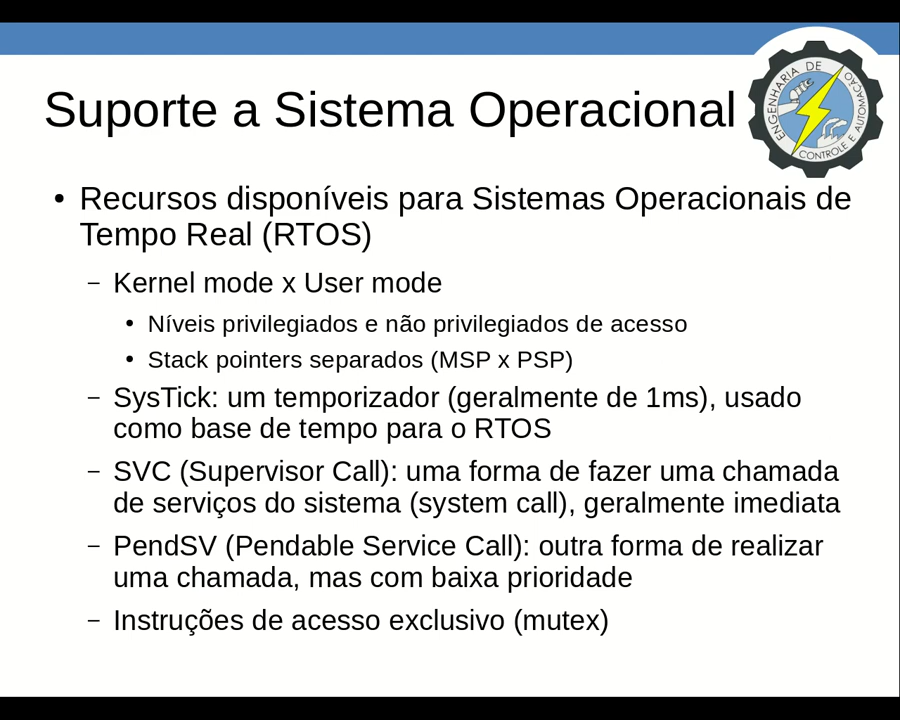 Suporte a Sistema Operacional
ENGENHARIA DE
CONTROLE E AUTOMAÇÃO
• Recursos disponíveis para Sistemas Operacionais de
Tempo Real (RTOS)
– Kernel mode x User mode
• Níveis privilegiados e não privilegiados de acesso
• Stack pointers separados (MSP x PSP)
– SysTick: um temporizador (geralmente de 1ms), usado
como base de tempo para o RTOS
– SVC (Supervisor Call): uma forma de fazer uma chamada
de serviços do sistema (system call), geralmente imediata
– PendSV (Pendable Service Call): outra forma de realizar
uma chamada, mas com baixa prioridade
– Instruções de acesso exclusivo (mutex)